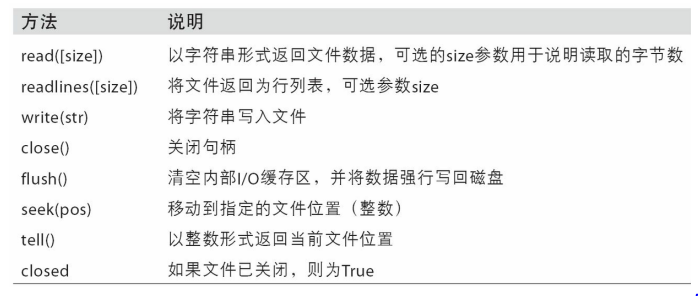 方法 说明
read([size]) 以字符串形式返回文件数据，可选的size参数用于说明读取的字节数
readlines([size]) 将文件返回为行列表，可选参数size
write(str) 将字符串写入文件
close() 关闭句柄
flush() 清空内部I/O缓存区，并将数据强行写回磁盘
seek(pos) 移动到指定的文件位置（整数）
tell() 以整数形式返回当前文件位置
closed 如果文件已关闭，则为True